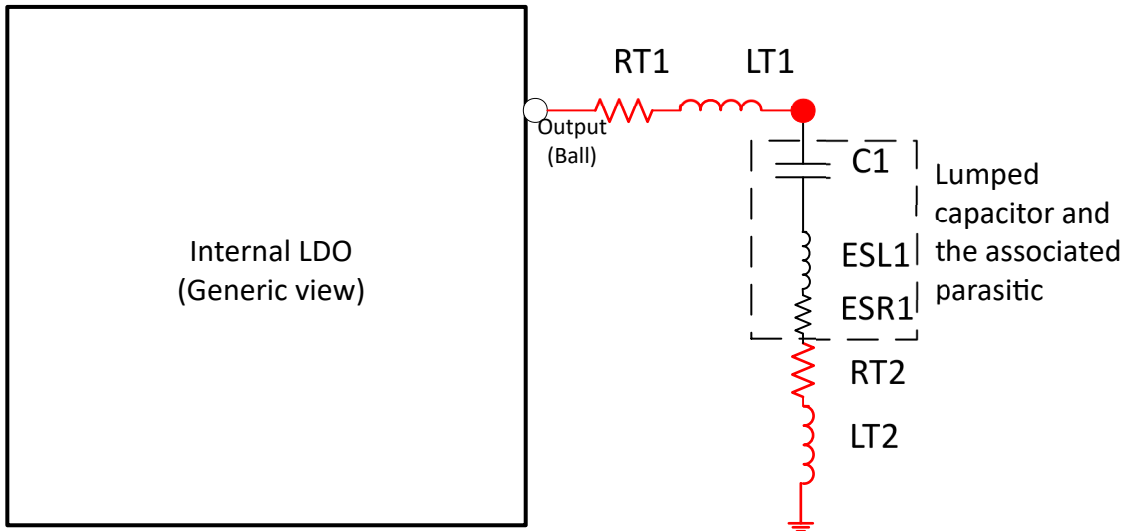 RT1
LT1
Output
(Ball)
C1
Lumped
capacitor and
the associated
parasitic
Internal LDO
(Generic view)
ESL1
ESR1
RT2
LT2